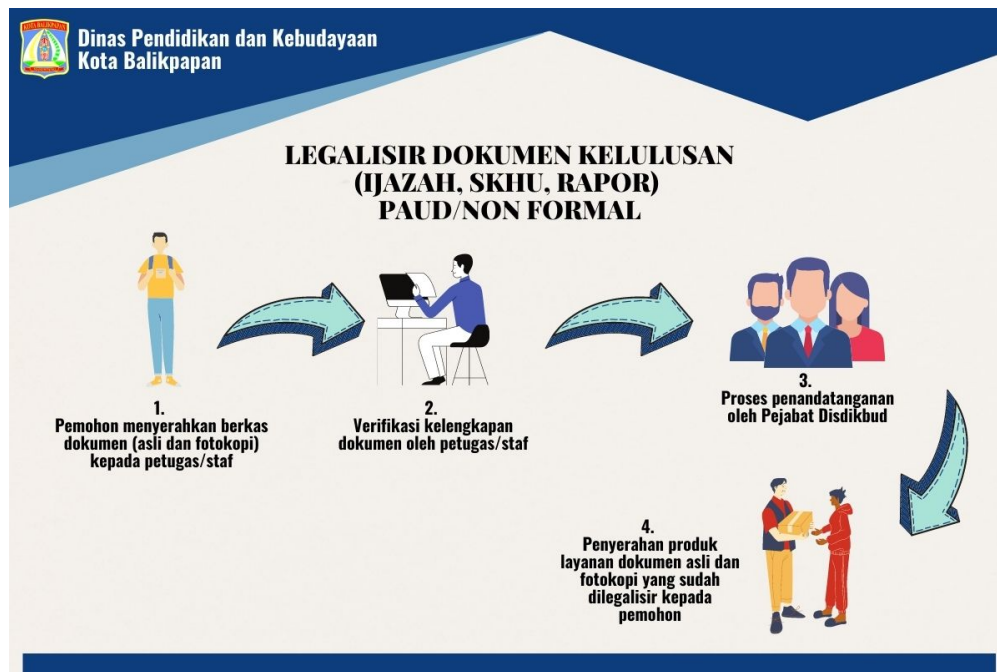 KOTA BALIKPAPAN
Dinas Pendidikan dan Kebudayaan
Kota Balikpapan
LEGALISIR DOKUMEN KELULUSAN
(IJAZAH, SKHU, RAPOR)
PAUD/NON FORMAL
1.
Pemohon menyerahkan berkas
dokumen (asli dan fotokopi)
kepada petugas/staf
2.
Verifikasi kelengkapan
dokumen oleh petugas/staf
3.
Proses penandatanganan
oleh Pejabat Disdikbud
4.
Penyerahan produk
layanan dokumen asli dan
fotokopi yang sudah
dilegalisir kepada
pemohon